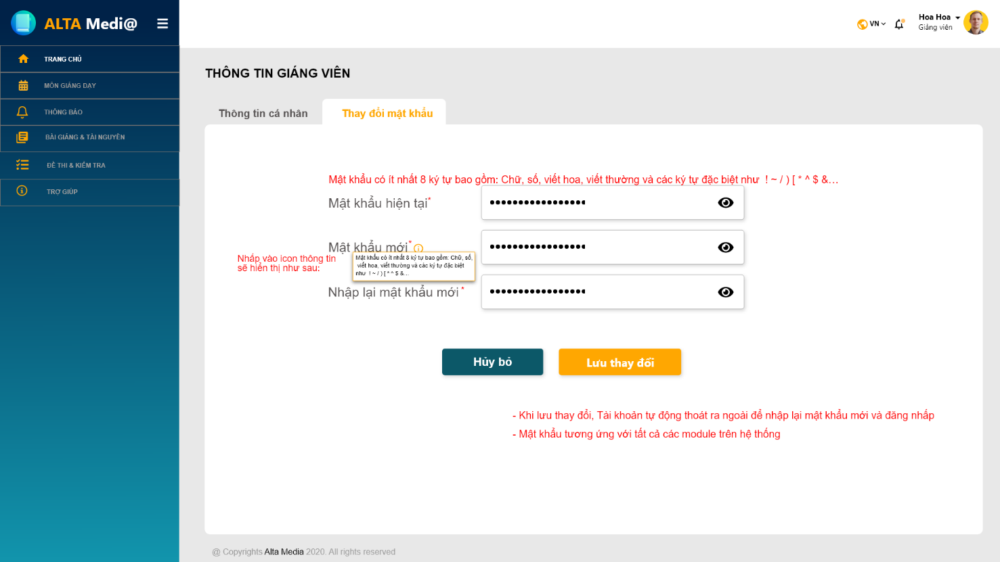 ALTA Medi@
VN
Hoa Hoa
Giảng viên
TRANG CHỦ
MÔN GIẢNG DẠY
THÔNG BÁO
BÀI GIẢNG & TÀI NGUYÊN
ĐỀ THI & KIỂM TRA
TRỢ GIÚP
THÔNG TIN GIẢNG VIÊN
Thông tin cá nhân
Thay đổi mật khẩu
Mật khẩu có ít nhất 8 ký tự bao gồm: Chữ, số, viết hoa, viết thường và các ký tự đặc biệt như ! ~ / ) [ * ^ $ &...
Mật khẩu hiện tại*
Mật khẩu mới*
Nhấp vào icon thông tin
sẽ hiển thị như sau:
Mật khẩu có ít nhất 8 ký tự bao gồm: Chữ, số,
viết hoa, viết thường và các ký tự đặc biệt
như ! ~ / ) [ * ^ $ &...
Nhập lại mật khẩu mới *
Hủy bỏ
Lưu thay đổi
- Khi lưu thay đổi, Tài khoản tự động thoát ra ngoài để nhập lại mật khẩu mới và đăng nhấp
- Mật khẩu tương ứng với tất cả các module trên hệ thống
@ Copyrights Alta Media 2020. All rights reserved